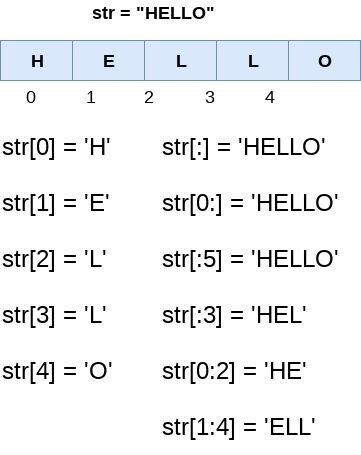 str = "HELLO"
H E L L O
0 1 2 3 4
str[0] = 'H' str[:] = 'HELLO'
str[1] = 'E' str[0:] = 'HELLO'
str[2] = 'L' str[:5] = 'HELLO'
str[3] = 'L' str[:3] = 'HEL'
str[4] = 'O' str[0:2] = 'HE'
str[1:4] = 'ELL'